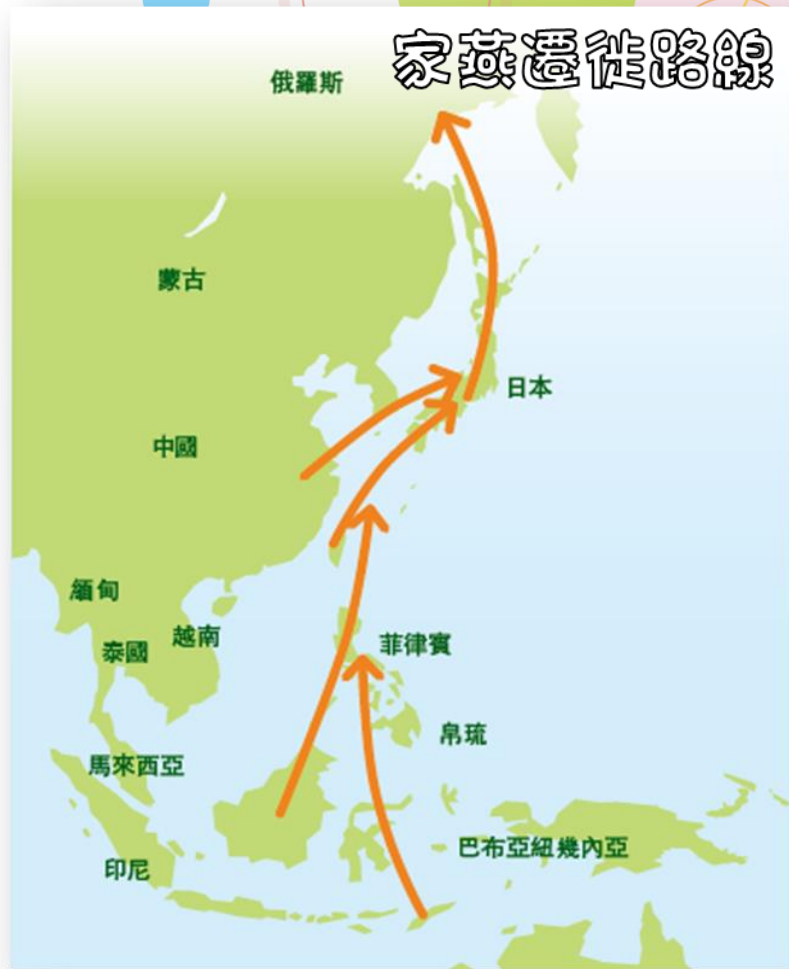 家燕遷徙路線
俄羅斯
蒙古
日本
中國
緬甸
越南
泰國
菲律賓
帛琉
馬來西亞
巴布亞紐幾內亞
印尼